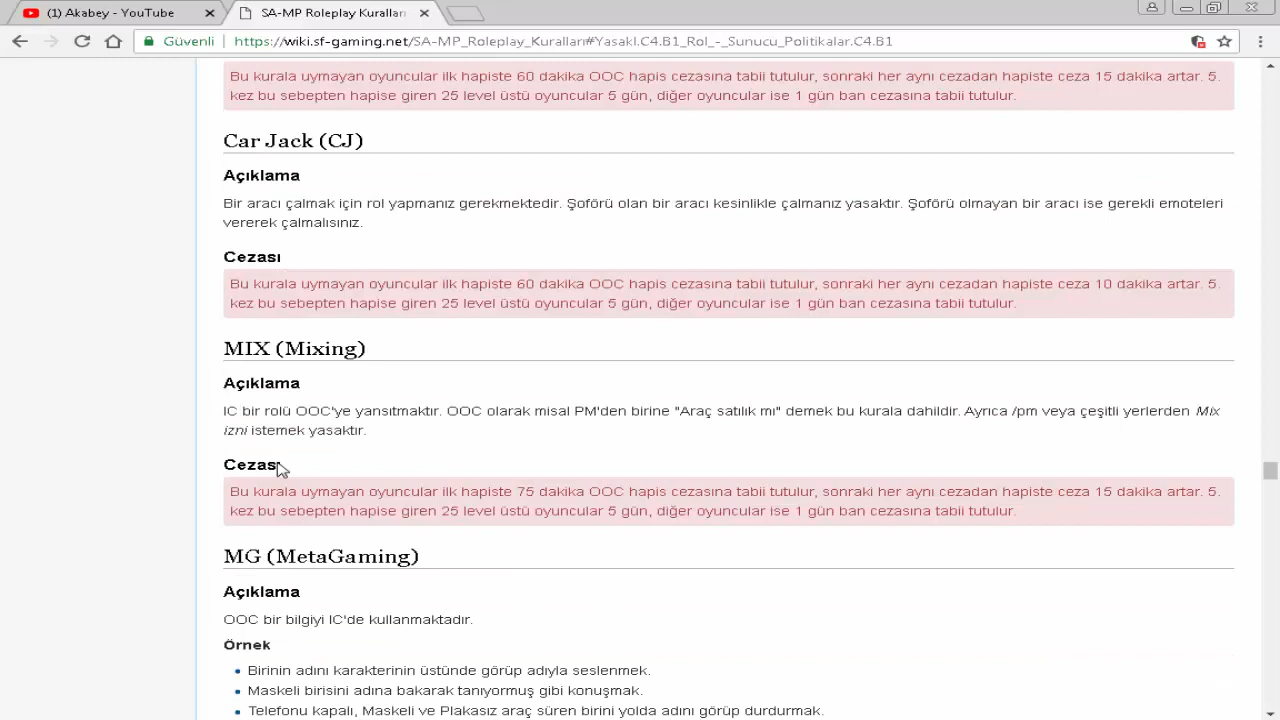 (1) Akabey - YouTube
SA-MP Roleplay Kuralları
Güvenli
https://wiki.sf-gaming.net/SA-MP_Roleplay_Kuralları#Yasakl.C4.B1_Rol_-_Sunucu_Politikalar.C4.B1
Bu kurala uymayan oyuncular ilk hapiste 60 dakika OOC hapis cezasına tabii tutulur, sonraki her aynı cezadan hapiste ceza 15 dakika artar. 5.
kez bu sebepten hapise giren 25 level üstü oyuncular 5 gün, diğer oyuncular ise 1 gün ban cezasına tabii tutulur.
Car Jack (CJ)
Açıklama
Bir aracı çalmak için rol yapmanız gerekmektedir. Şoförü olan bir aracı kesinlikle çalmanız yasaktır. Şoförü olmayan bir aracı ise gerekli emoteleri
vererek çalmalısınız.
Cezası
Bu kurala uymayan oyuncular ilk hapiste 60 dakika OOC hapis cezasına tabii tutulur, sonraki her aynı cezadan hapiste ceza 10 dakika artar. 5.
kez bu sebepten hapise giren 25 level üstü oyuncular 5 gün, diğer oyuncular ise 1 gün ban cezasına tabii tutulur.
MIX (Mixing)
Açıklama
IC bir rolü OOC'ye yansıtmaktır. OOC olarak misal PM'den birine "Araç satılık mı" demek bu kurala dahildir. Ayrıca /pm veya çeşitli yerlerden Mix
izni istemek yasaktır.
Cezası
Bu kurala uymayan oyuncular ilk hapiste 75 dakika OOC hapis cezasına tabii tutulur, sonraki her aynı cezadan hapiste ceza 15 dakika artar. 5.
kez bu sebepten hapise giren 25 level üstü oyuncular 5 gün, diğer oyuncular ise 1 gün ban cezasına tabii tutulur.
MG (MetaGaming)
Açıklama
OOC bir bilgiyi IC'de kullanmaktadır.
Örnek
Birinin adını karakterinin üstünde görüp adıyla seslenmek.
Maskeli birisini adına bakarak tanıyormuş gibi konuşmak.
Telefonu kapalı, Maskeli ve Plakasız araç süren birini yolda adını görup durdurmak.